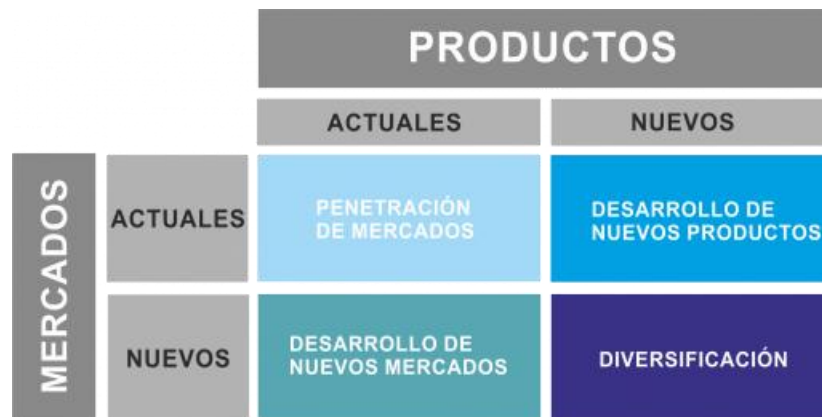 PRODUCTOS
ACTUALES
NUEVOS
MERCADOS
ACTUALES
PENETRACIÓN
DE MERCADOS
DESARROLLO DE
NUEVOS PRODUCTOS
NUEVOS
DESARROLLO DE
NUEVOS MERCADOS
DIVERSIFICACIÓN